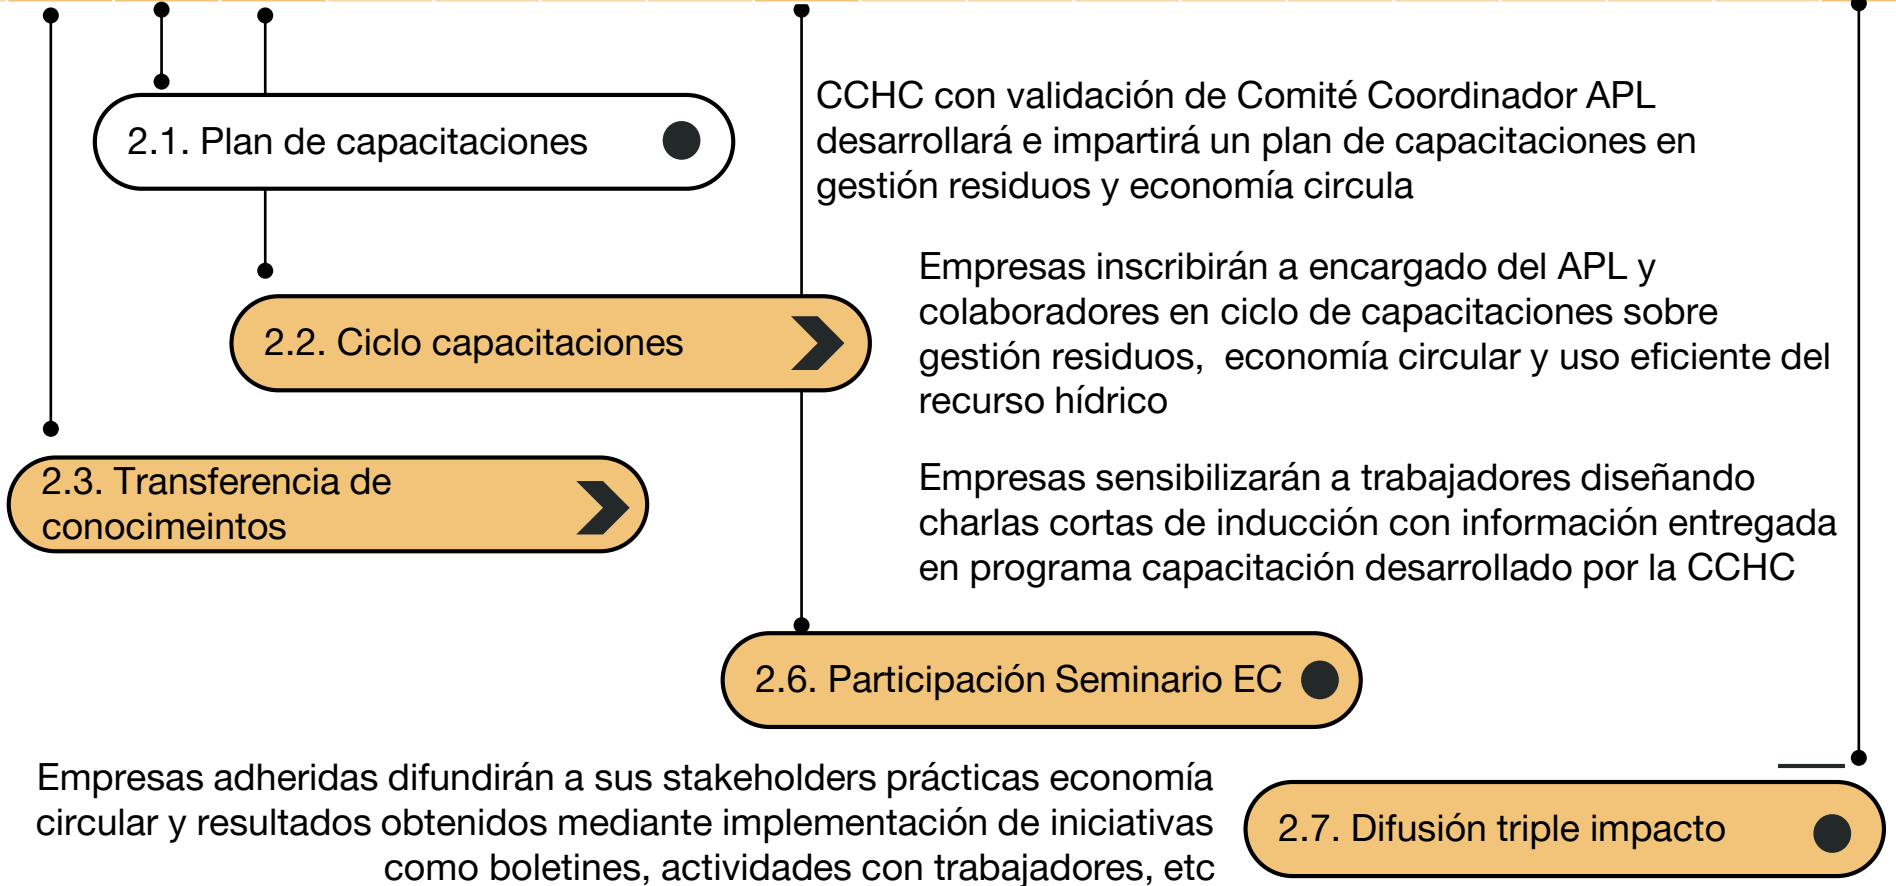 2.1. Plan de capacitaciones
CCHC con validación de Comité Coordinador APL
desarrollará e impartirá un plan de capacitaciones en
gestión residuos y economía circula
2.2. Ciclo capacitaciones
Empresas inscribirán a encargado del APL y
colaboradores en ciclo de capacitaciones sobre
gestión residuos,  economía circular y uso eficiente del
recurso hídrico
2.3. Transferencia de
conocimeintos
Empresas sensibilizarán a trabajadores diseñando
charlas cortas de inducción con información entregada
en programa capacitación desarrollado por la CCHC
2.6. Participación Seminario EC
Empresas adheridas difundirán a sus stakeholders prácticas economía
circular y resultados obtenidos mediante implementación de iniciativas
como boletines, actividades con trabajadores, etc
2.7. Difusión triple impacto